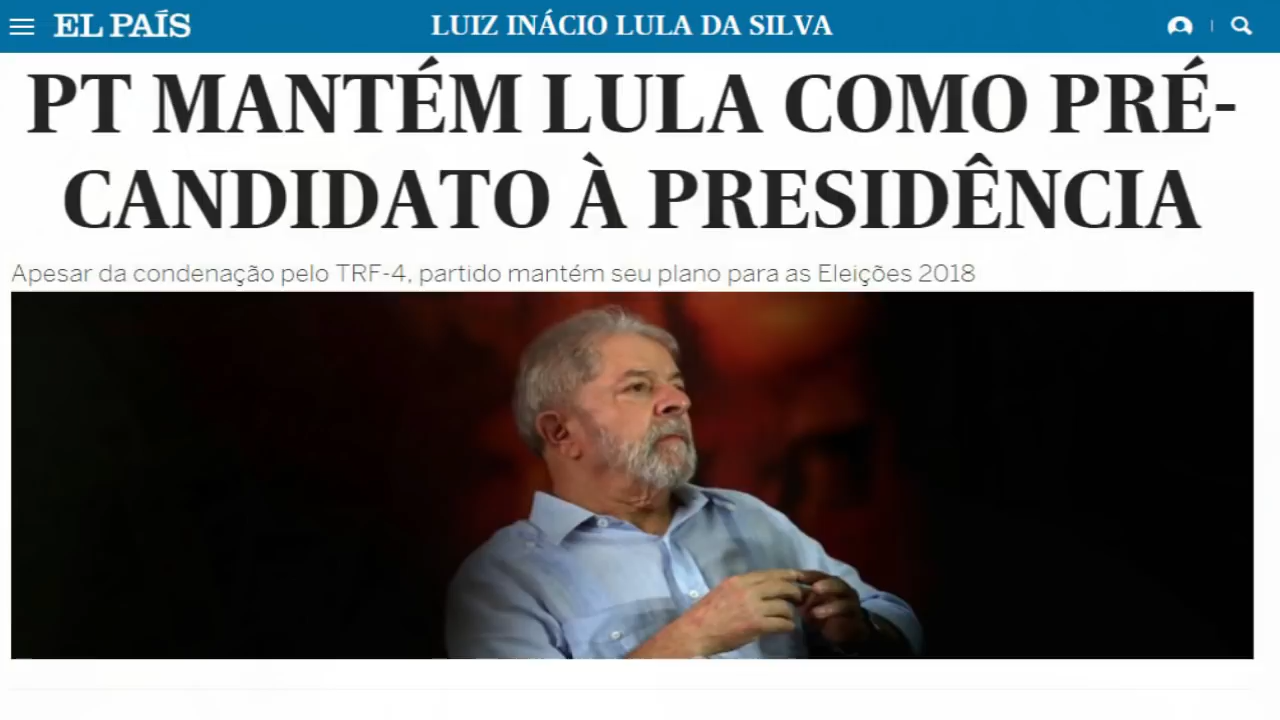 EL PAÍS
LUIZ INÁCIO LULA DA SILVA
PT MANTÉM LULA COMO PRÉ-
CANDIDATO À PRESIDÊNCIA
Apesar da condenação pelo TRF-4, partido mantém seu plano para as Eleições 2018